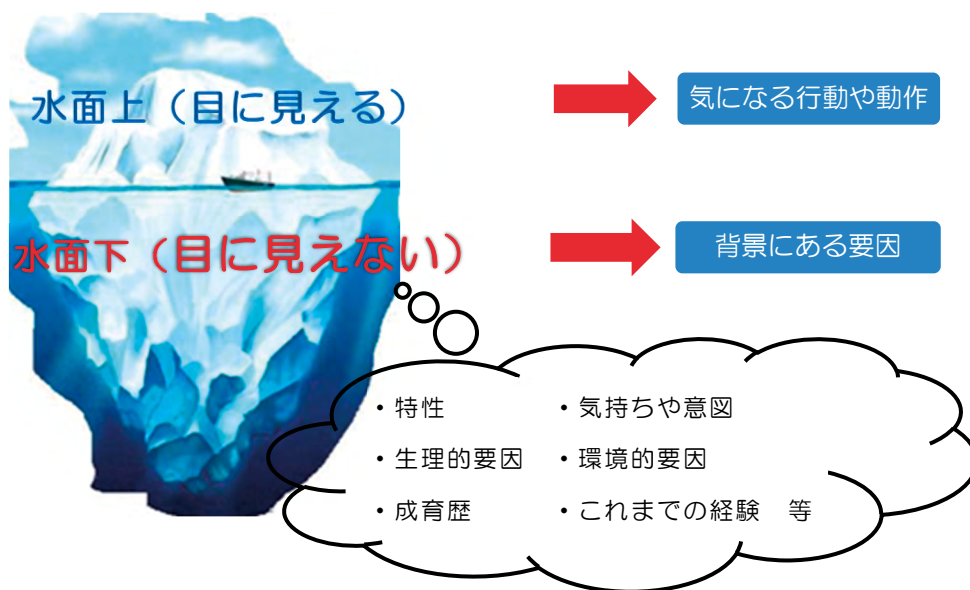 水面上（目に見える）
気になる行動や動作
水面下（目に見えない）
背景にある要因
・特性
・気持ちや意図
・生理的要因
・環境的要因
・成育歴
・これまでの経験　等